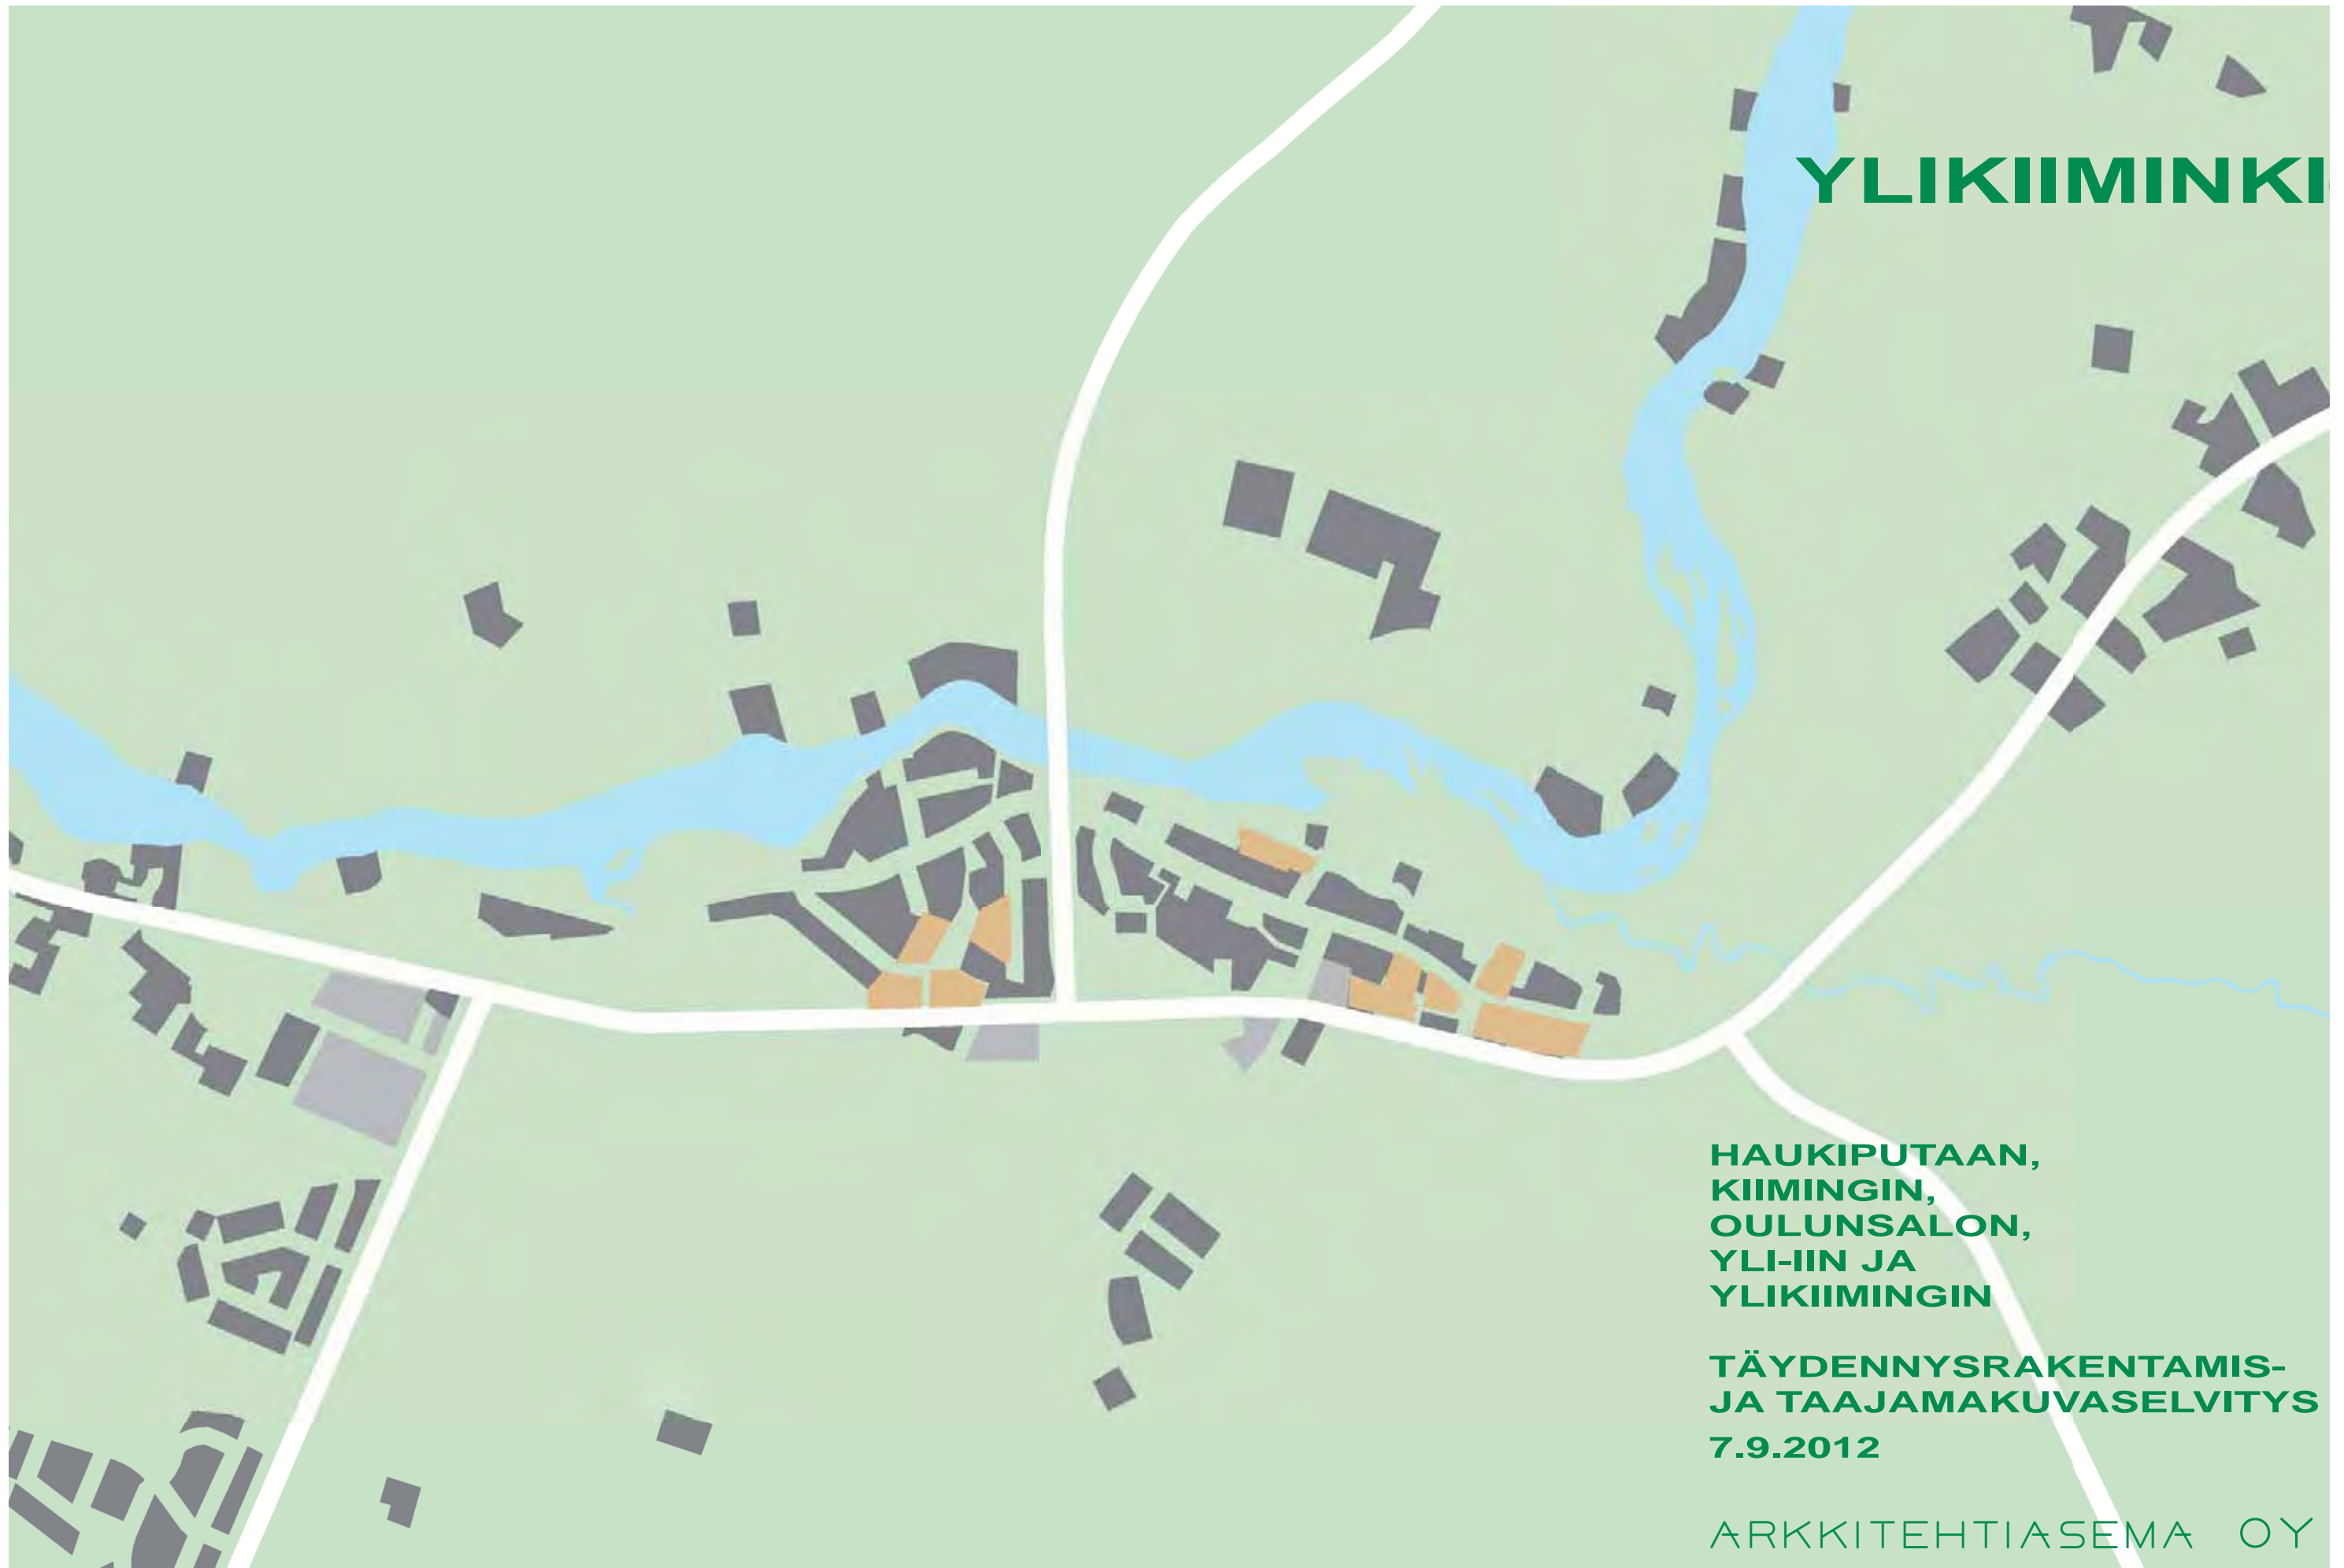 YLIKIIMINKI
HAUKIPUTAAN,
KIIMINGIN,
OULUNSALON,
YLI-IIN JA
YLIKIIMINGIN
TÄYDENNYSRAKENTAMIS-
JA TAAJAMAKUVASELVITYS
7.9.2012
ARKKITEHTIASEMA OY